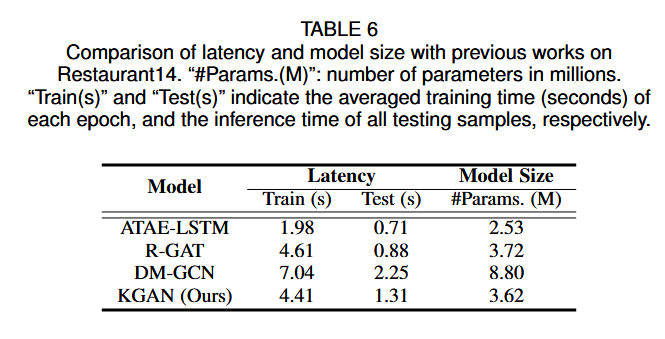 TABLE 6
Comparison of latency and model size with previous works on
Restaurant14. “#Params.(M)”: number of parameters in millions.
“Train(s)” and “Test(s)” indicate the averaged training time (seconds) of
each epoch, and the inference time of all testing samples, respectively.
Model Latency Model Size
Train (s) Test (s) #Params. (M)
ATAE-LSTM 1.98 0.71 2.53
R-GAT 4.61 0.88 3.72
DM-GCN 7.04 2.25 8.80
KGAN (Ours) 4.41 1.31 3.62